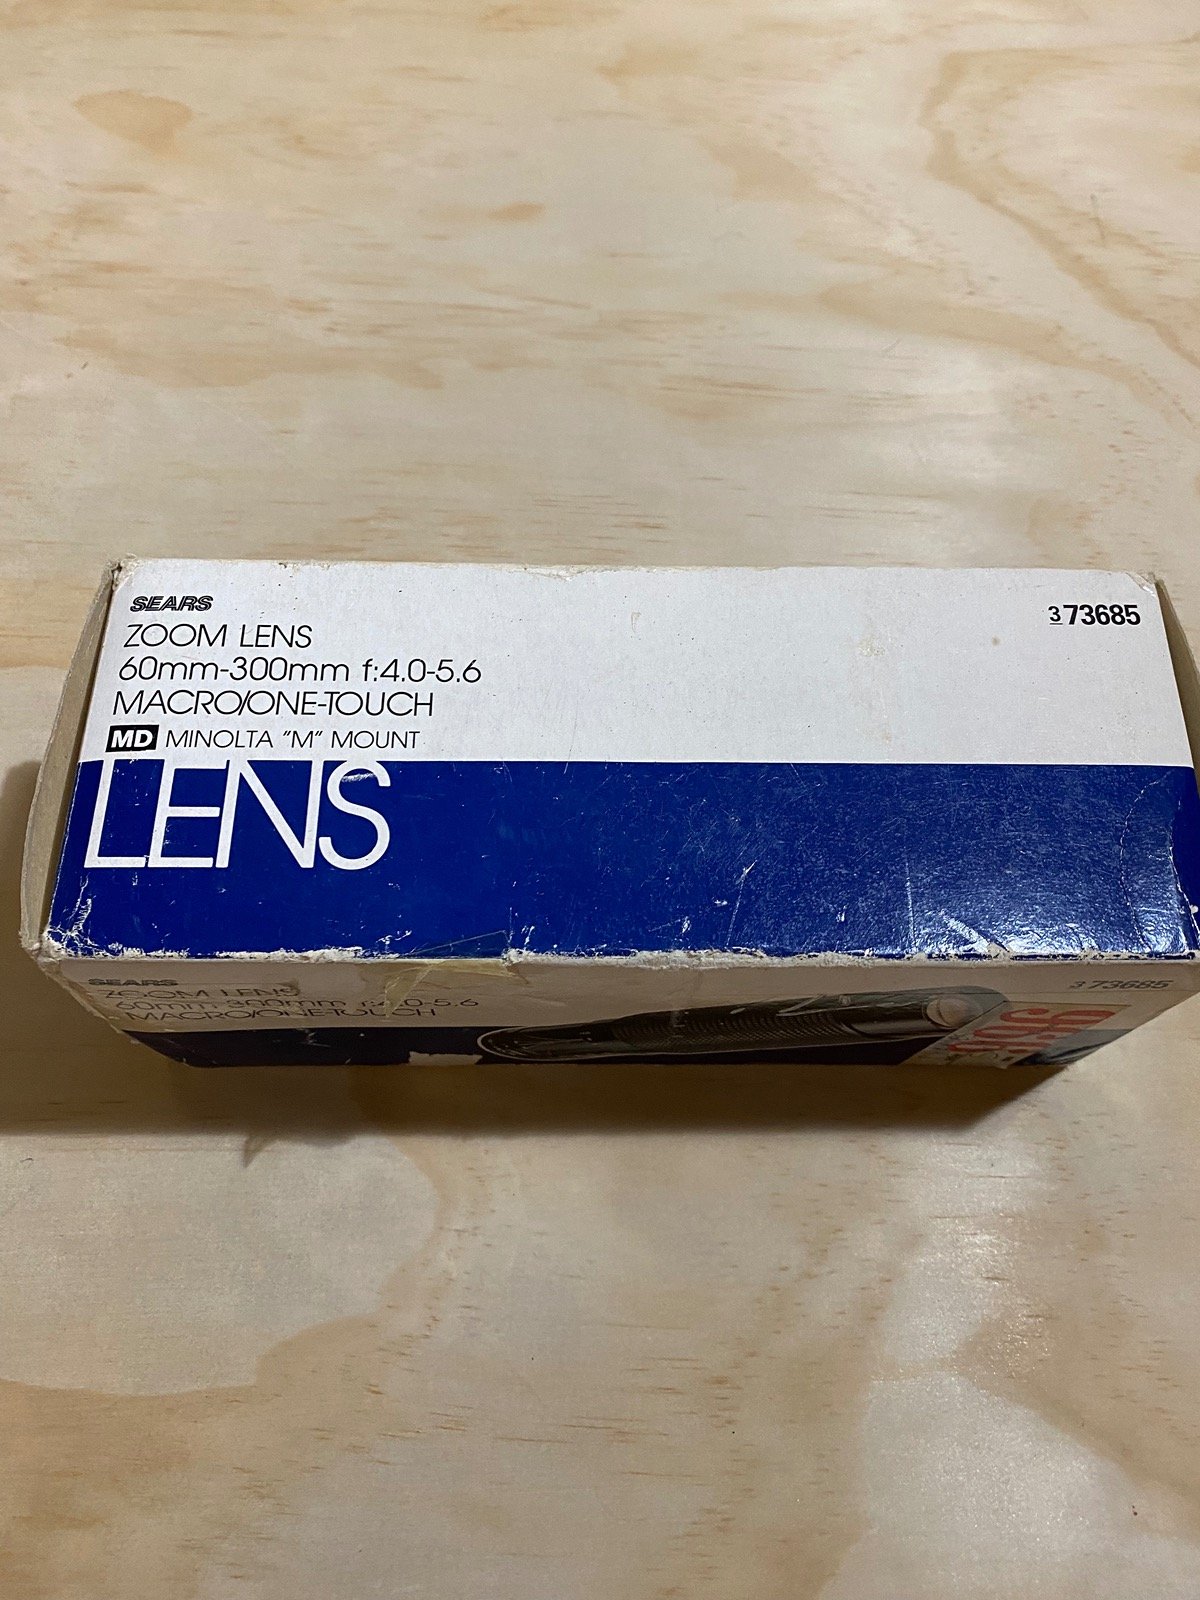 SEARS
ZOOM LENS
60mm-300mm f:4.0-5.6
MACRO/ONE-TOUCH
MD MINOLTA "M" MOUNT
LENS
3 73685
SEARS
ZOOM LENS
60mm-300mm f:4.0-5.6
MACRO/ONE-TOUCH
3 73685